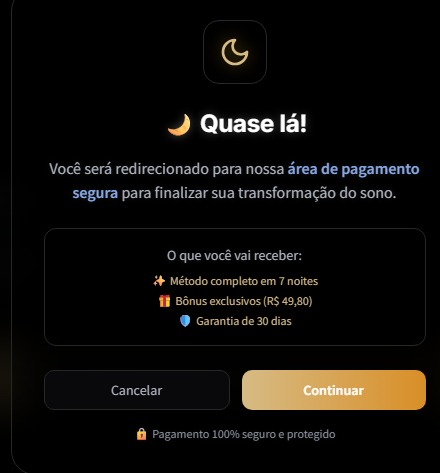 🌙 Quase lá!
Você será redirecionado para nossa área de pagamento
segura para finalizar sua transformação do sono.
O que você vai receber:
✨ Método completo em 7 noites
🎁 Bônus exclusivos (R$ 49,80)
🛡️ Garantia de 30 dias
Cancelar
Continuar
🔒 Pagamento 100% seguro e protegido